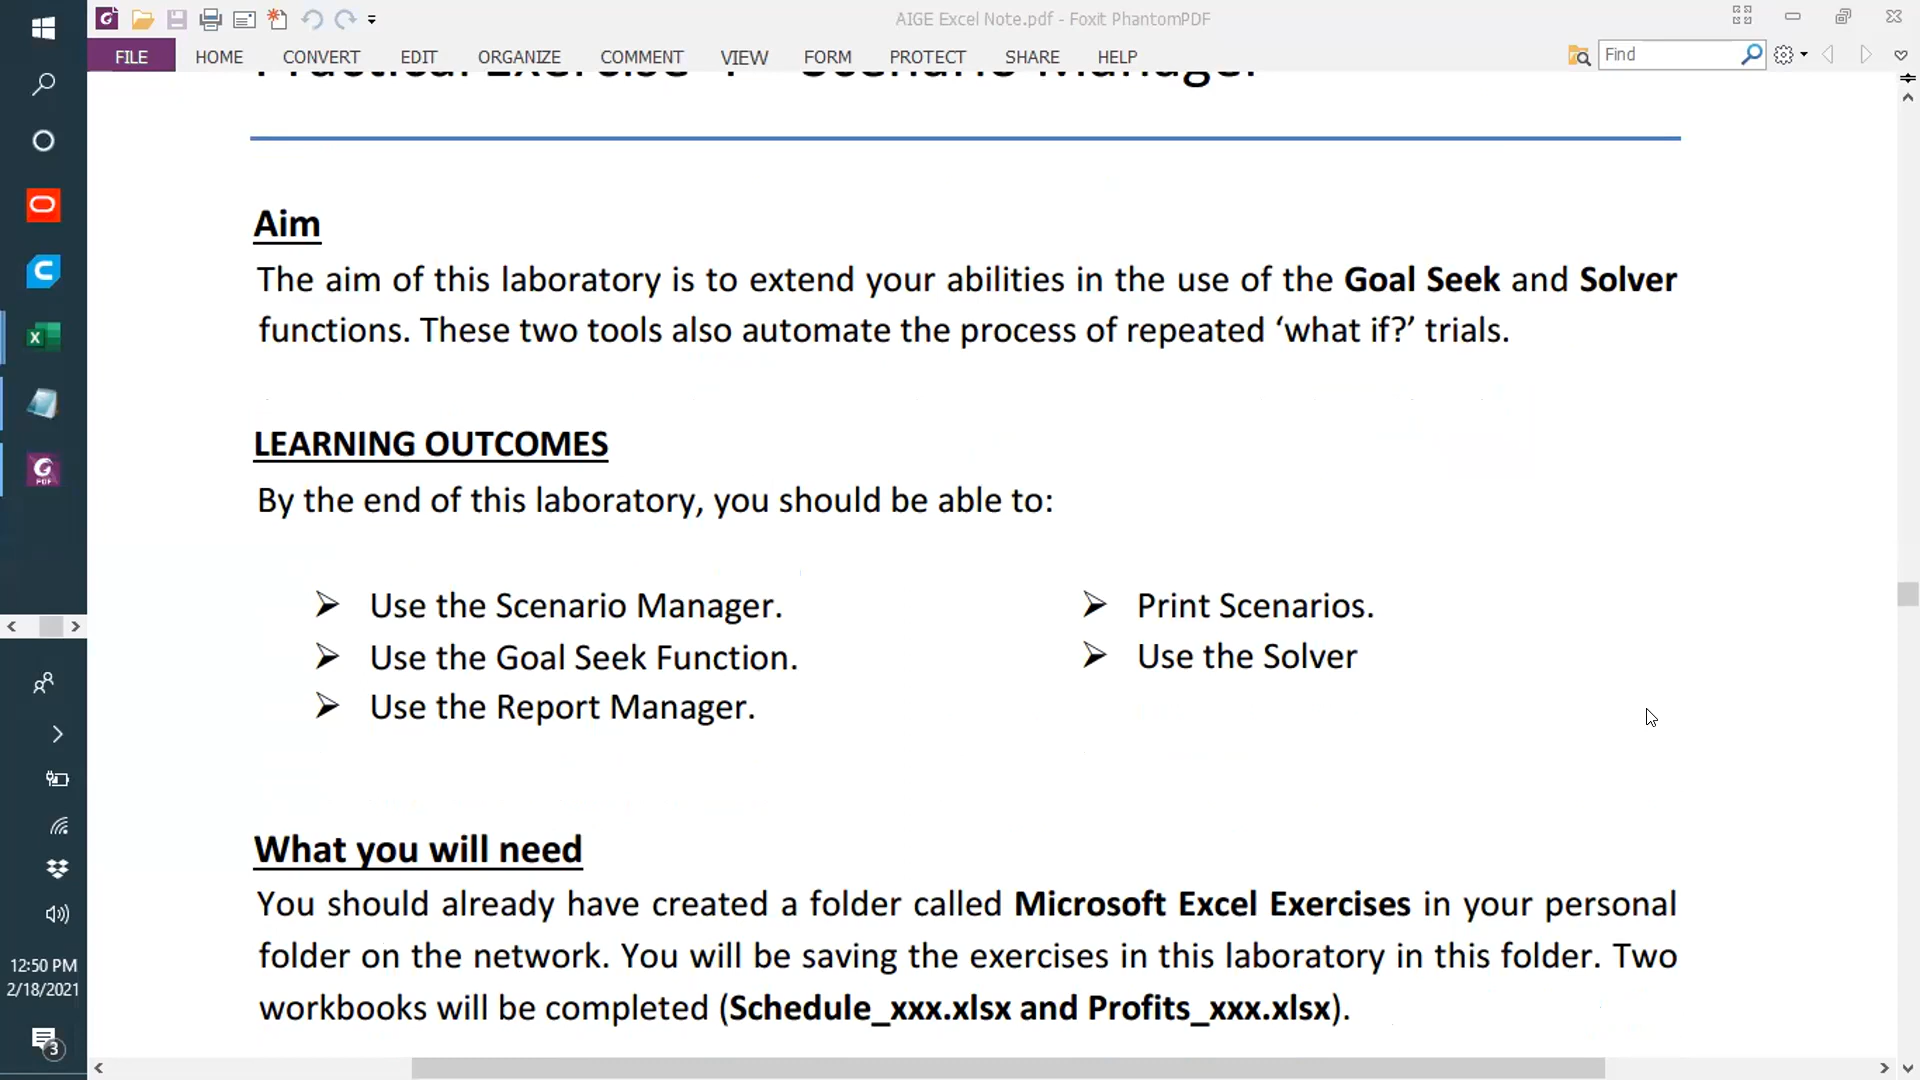 AIGE Excel Note.pdf - Foxit PhantomPDF
FILE HOME CONVERT EDIT ORGANIZE COMMENT VIEW FORM PROTECT SHARE HELP Find
Practical Exercise 4 – Scenario Manager
Aim
The aim of this laboratory is to extend your abilities in the use of the Goal Seek and Solver
functions. These two tools also automate the process of repeated ‘what if?’ trials.
LEARNING OUTCOMES
By the end of this laboratory, you should be able to:
Use the Scenario Manager.
Print Scenarios.
Use the Goal Seek Function.
Use the Solver
Use the Report Manager.
What you will need
You should already have created a folder called Microsoft Excel Exercises in your personal
folder on the network. You will be saving the exercises in this laboratory in this folder. Two
workbooks will be completed (Schedule_xxx.xlsx and Profits_xxx.xlsx).
12:50 PM
2/18/2021
3